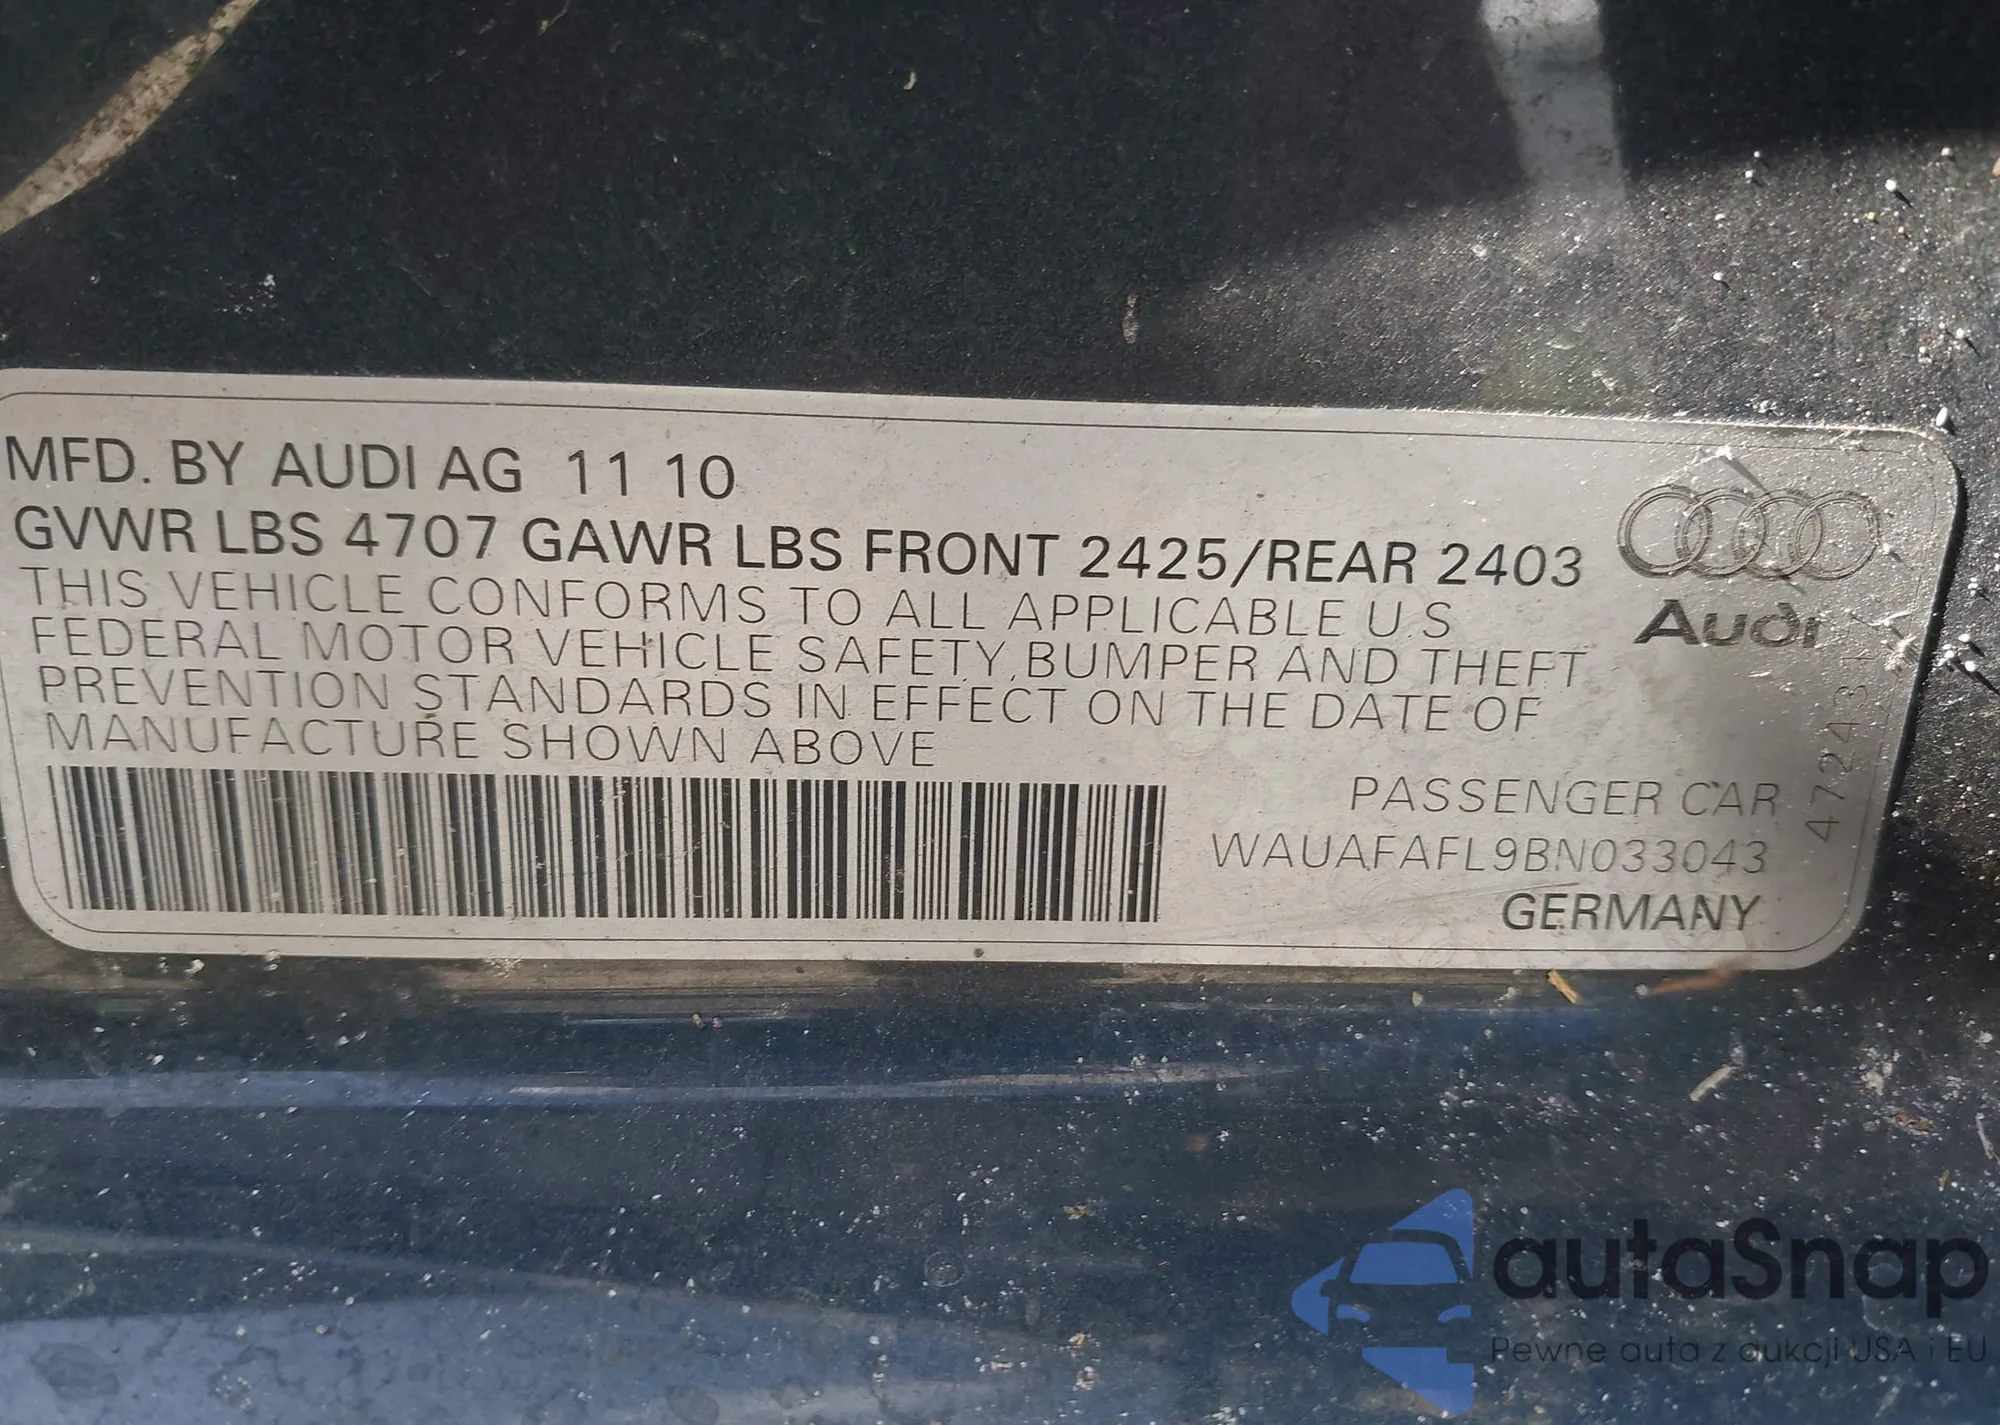 MFD. BY AUDI AG 11 10
GVWR LBS 4707 GAWR LBS FRONT 2425/REAR 2403
THIS VEHICLE CONFORMS TO ALL APPLICABLE U.S
FEDERAL MOTOR VEHICLE SAFETY, BUMPER AND THEFT
PREVENTION STANDARDS IN EFFECT ON THE DATE OF
MANUFACTURE SHOWN ABOVE
Audi
PASSENGER CAR
WAUAFAFL9BN033043
GERMANY
autaSnap
Pewne auta z aukcji USA i EU